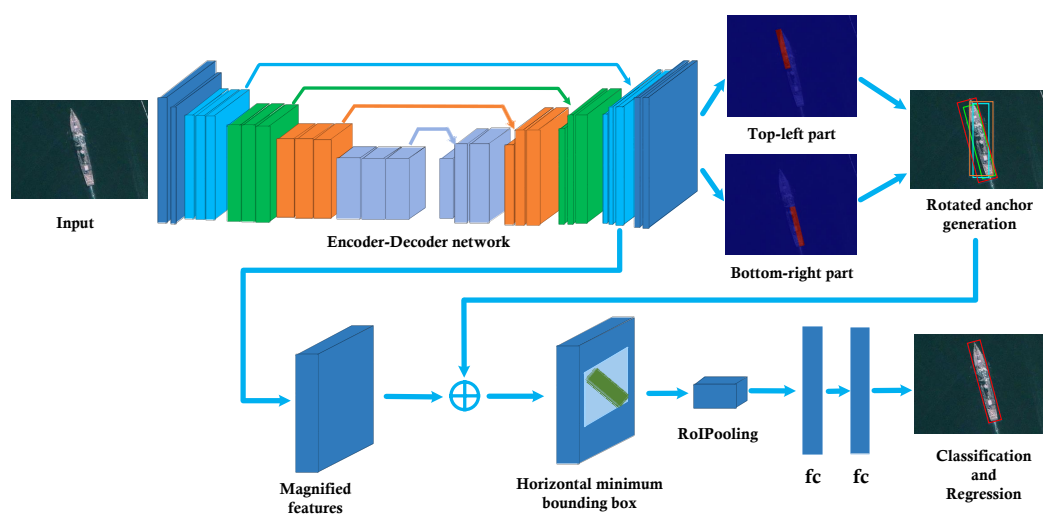 Top-left part
Input
Encoder-Decoder network
Bottom-right part
Rotated anchor
generation
Magnified
features
Horizontal minimum
bounding box
RoIPooling
fc
fc
Classification
and
Regression